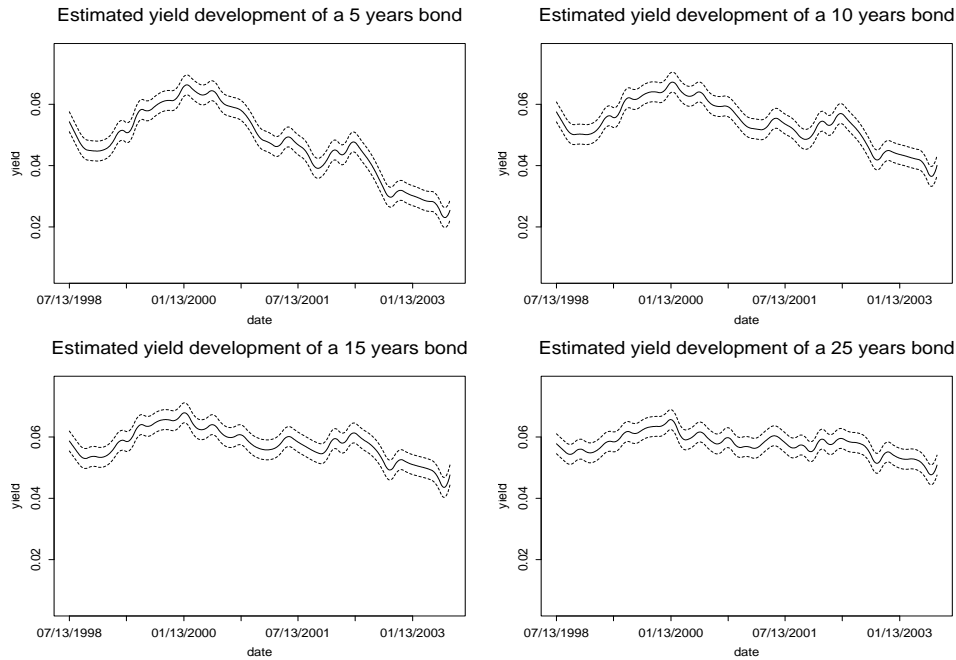 Estimated yield development of a 5 years bond
yield
0.02 0.04 0.06
07/13/1998 01/13/2000 07/13/2001 01/13/2003
date
Estimated yield development of a 10 years bond
yield
0.02 0.04 0.06
07/13/1998 01/13/2000 07/13/2001 01/13/2003
date
Estimated yield development of a 15 years bond
yield
0.02 0.04 0.06
07/13/1998 01/13/2000 07/13/2001 01/13/2003
date
Estimated yield development of a 25 years bond
yield
0.02 0.04 0.06
07/13/1998 01/13/2000 07/13/2001 01/13/2003
date